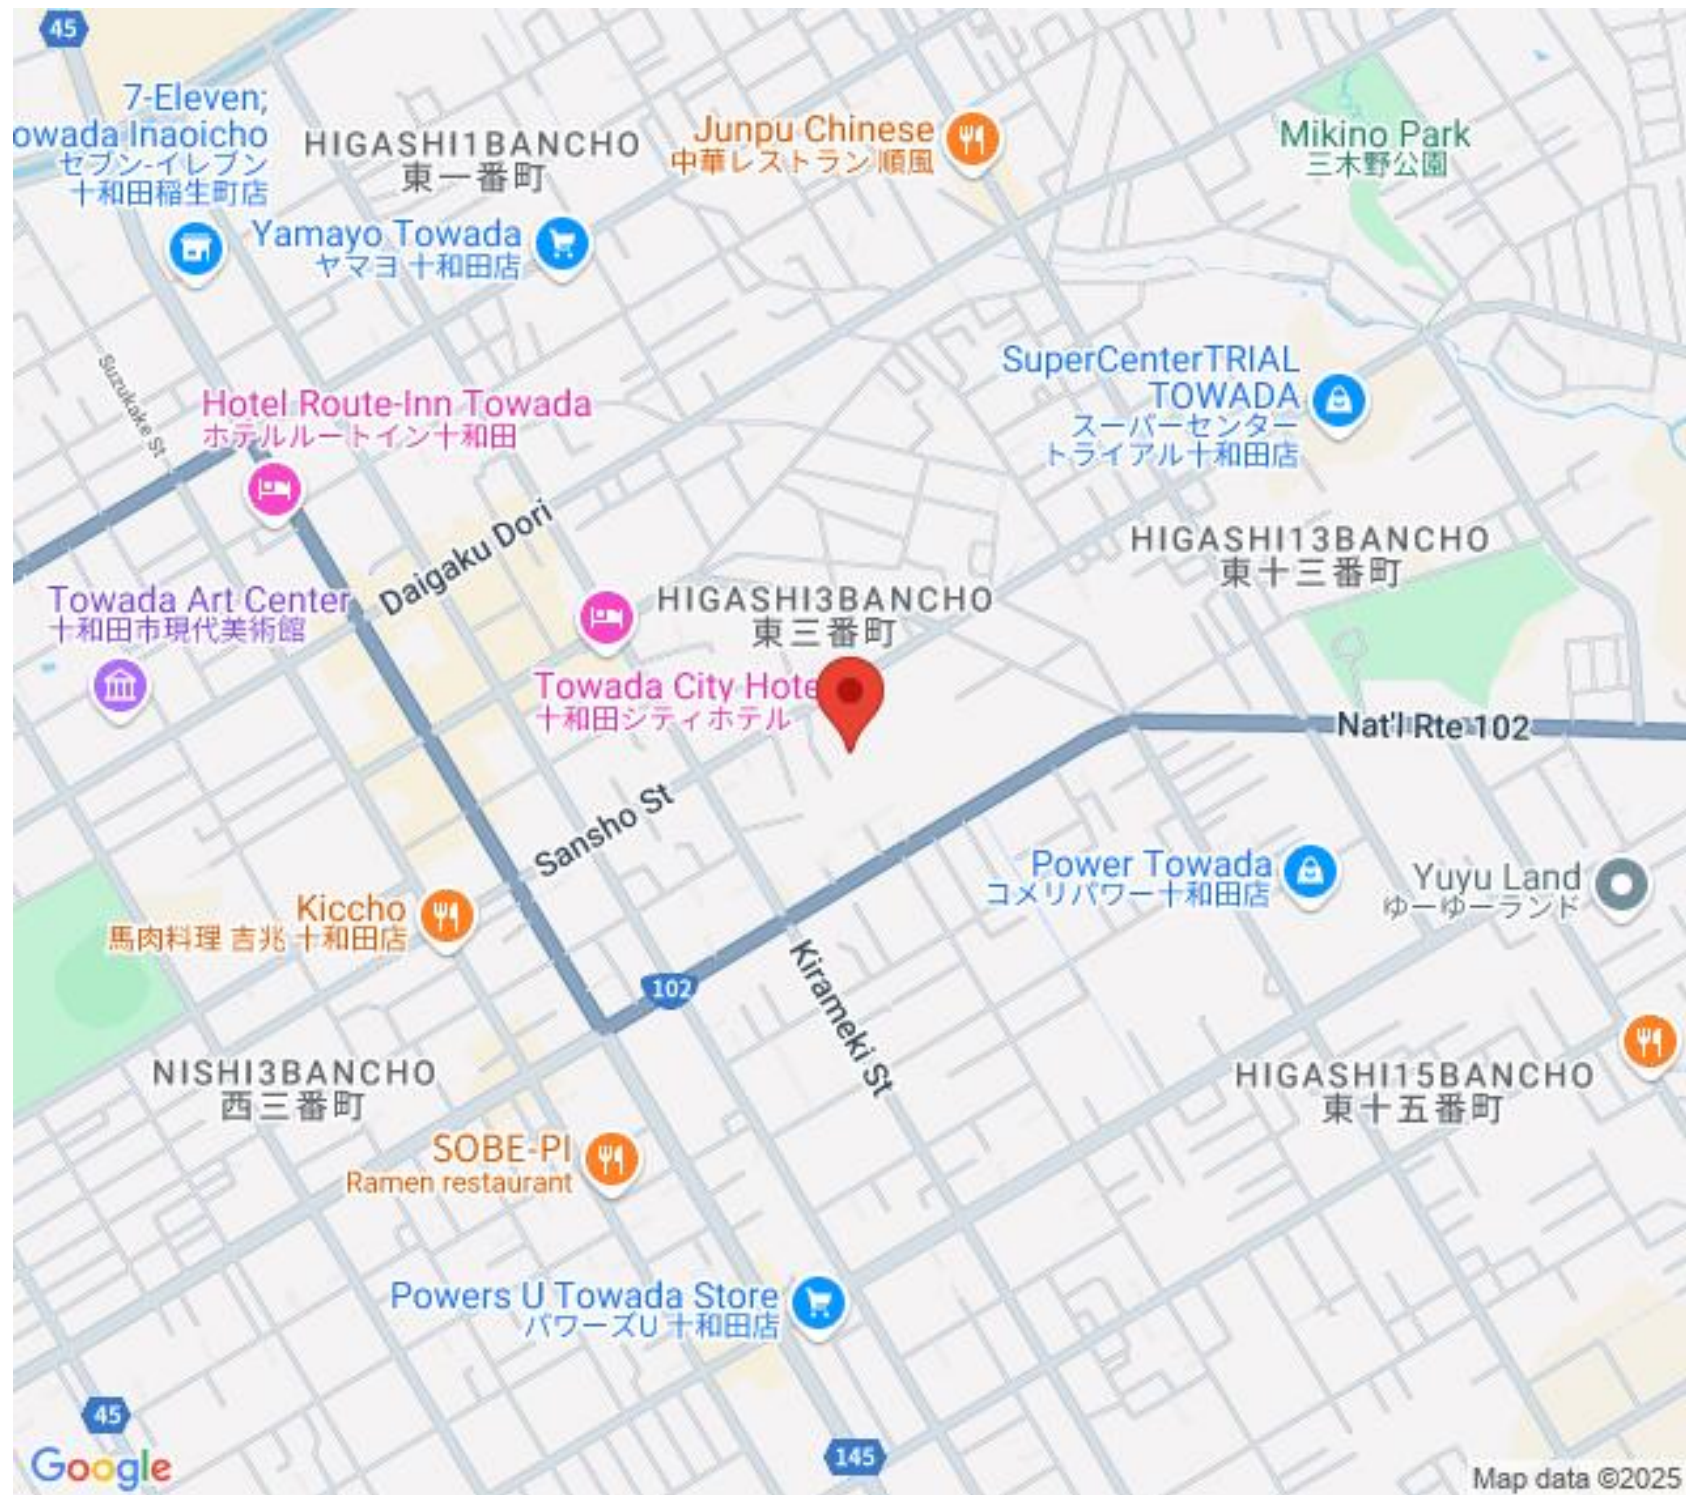 45
7-Eleven;
owada Inaoicho
セブン-イレブン
十和田稲生町店
HIGASHI1BANCHO
東一番町
Junpu Chinese
中華レストラン 順風
Mikino Park
三木野公園
Yamayo Towada
ヤマヨ 十和田店
Suzukake St
Hotel Route-Inn Towada
ホテルルートイン十和田
SuperCenterTRIAL
TOWADA
スーパーセンター
トライアル十和田店
Daigaku Dori
HIGASHI13BANCHO
東十三番町
Towada Art Center
十和田市現代美術館
HIGASHI3BANCHO
東三番町
Towada City Hote
十和田シティホテル
Nat'l Rte 102
Sansho St
Power Towada
コメリパワー十和田店
Yuyu Land
ゆーゆーランド
Kiccho
馬肉料理 吉兆 十和田店
102
Kirameki St
NISHI3BANCHO
西三番町
HIGASHI15BANCHO
東十五番町
SOBE-PI
Ramen restaurant
Powers U Towada Store
パワーズU 十和田店
45
145
Google
Map data ©2025